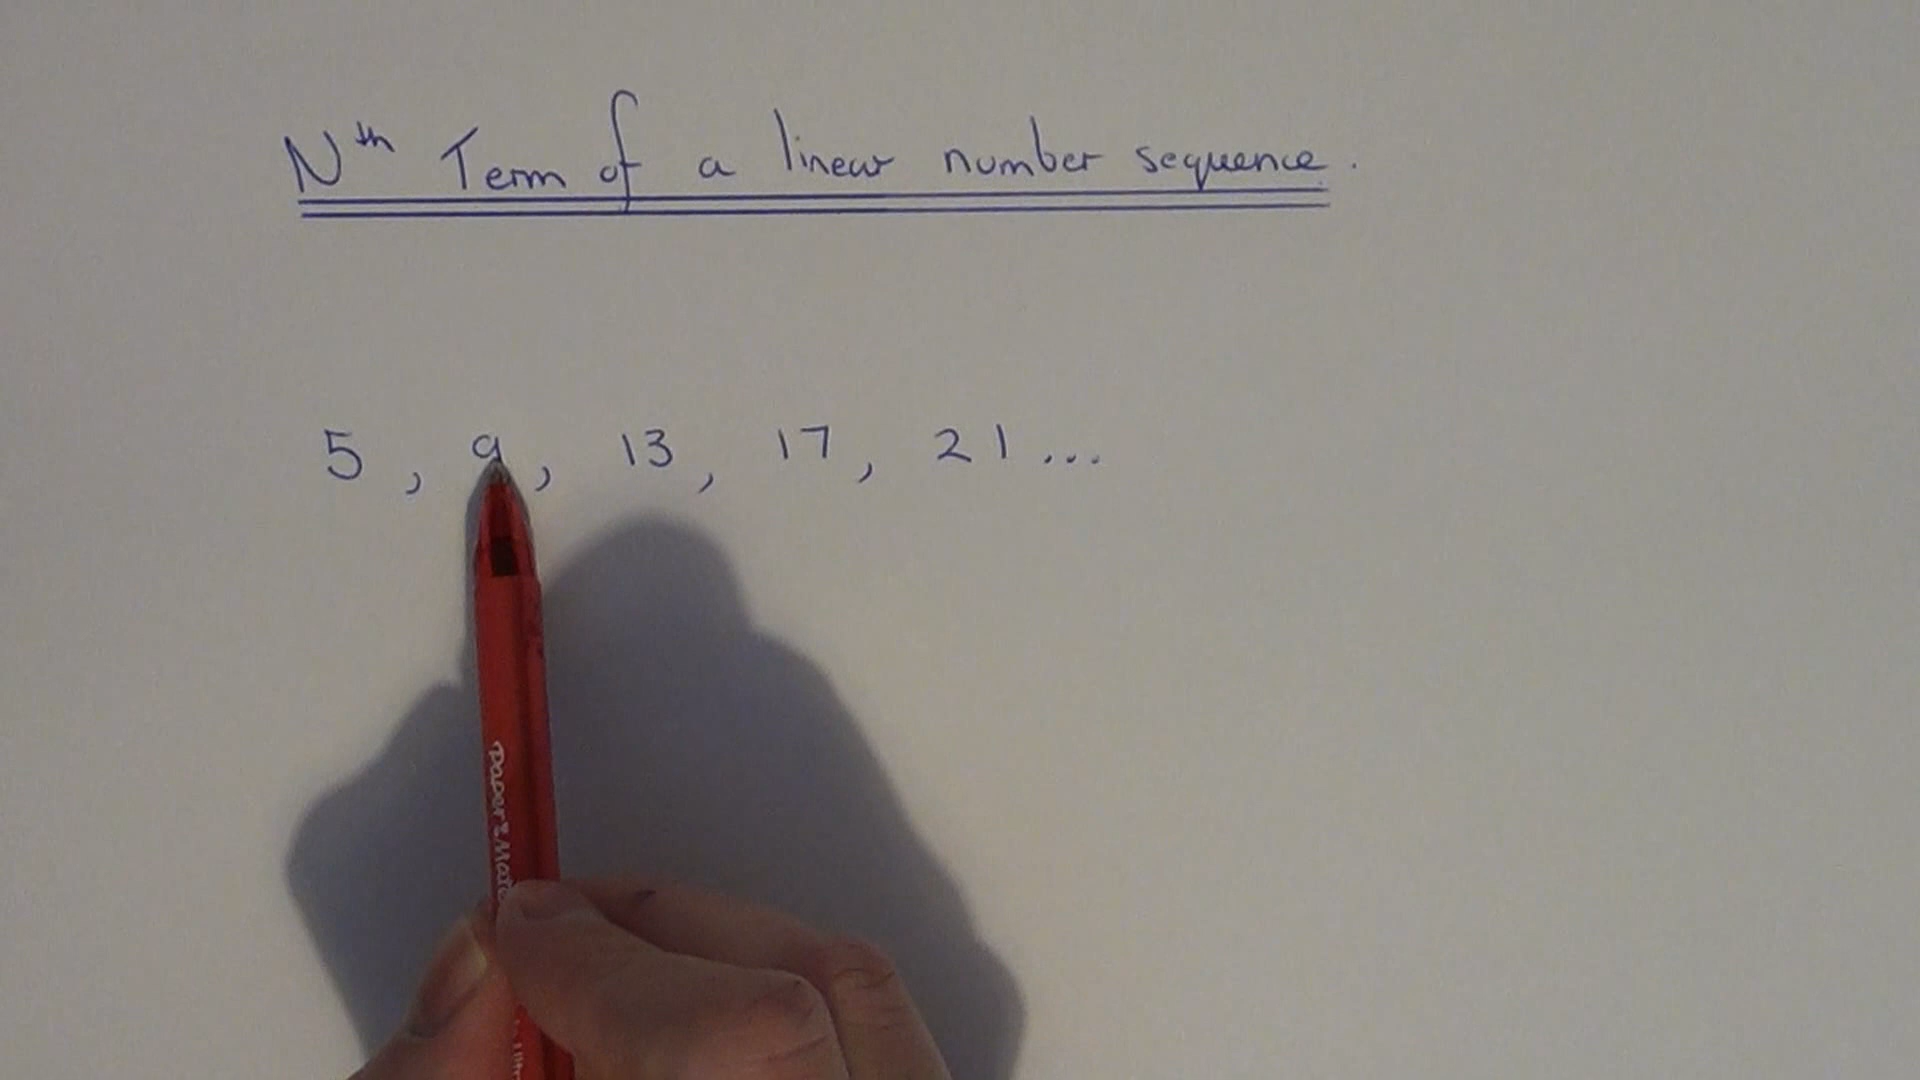 Nth Term of a linear number sequence.
5, 9, 13, 17, 21...